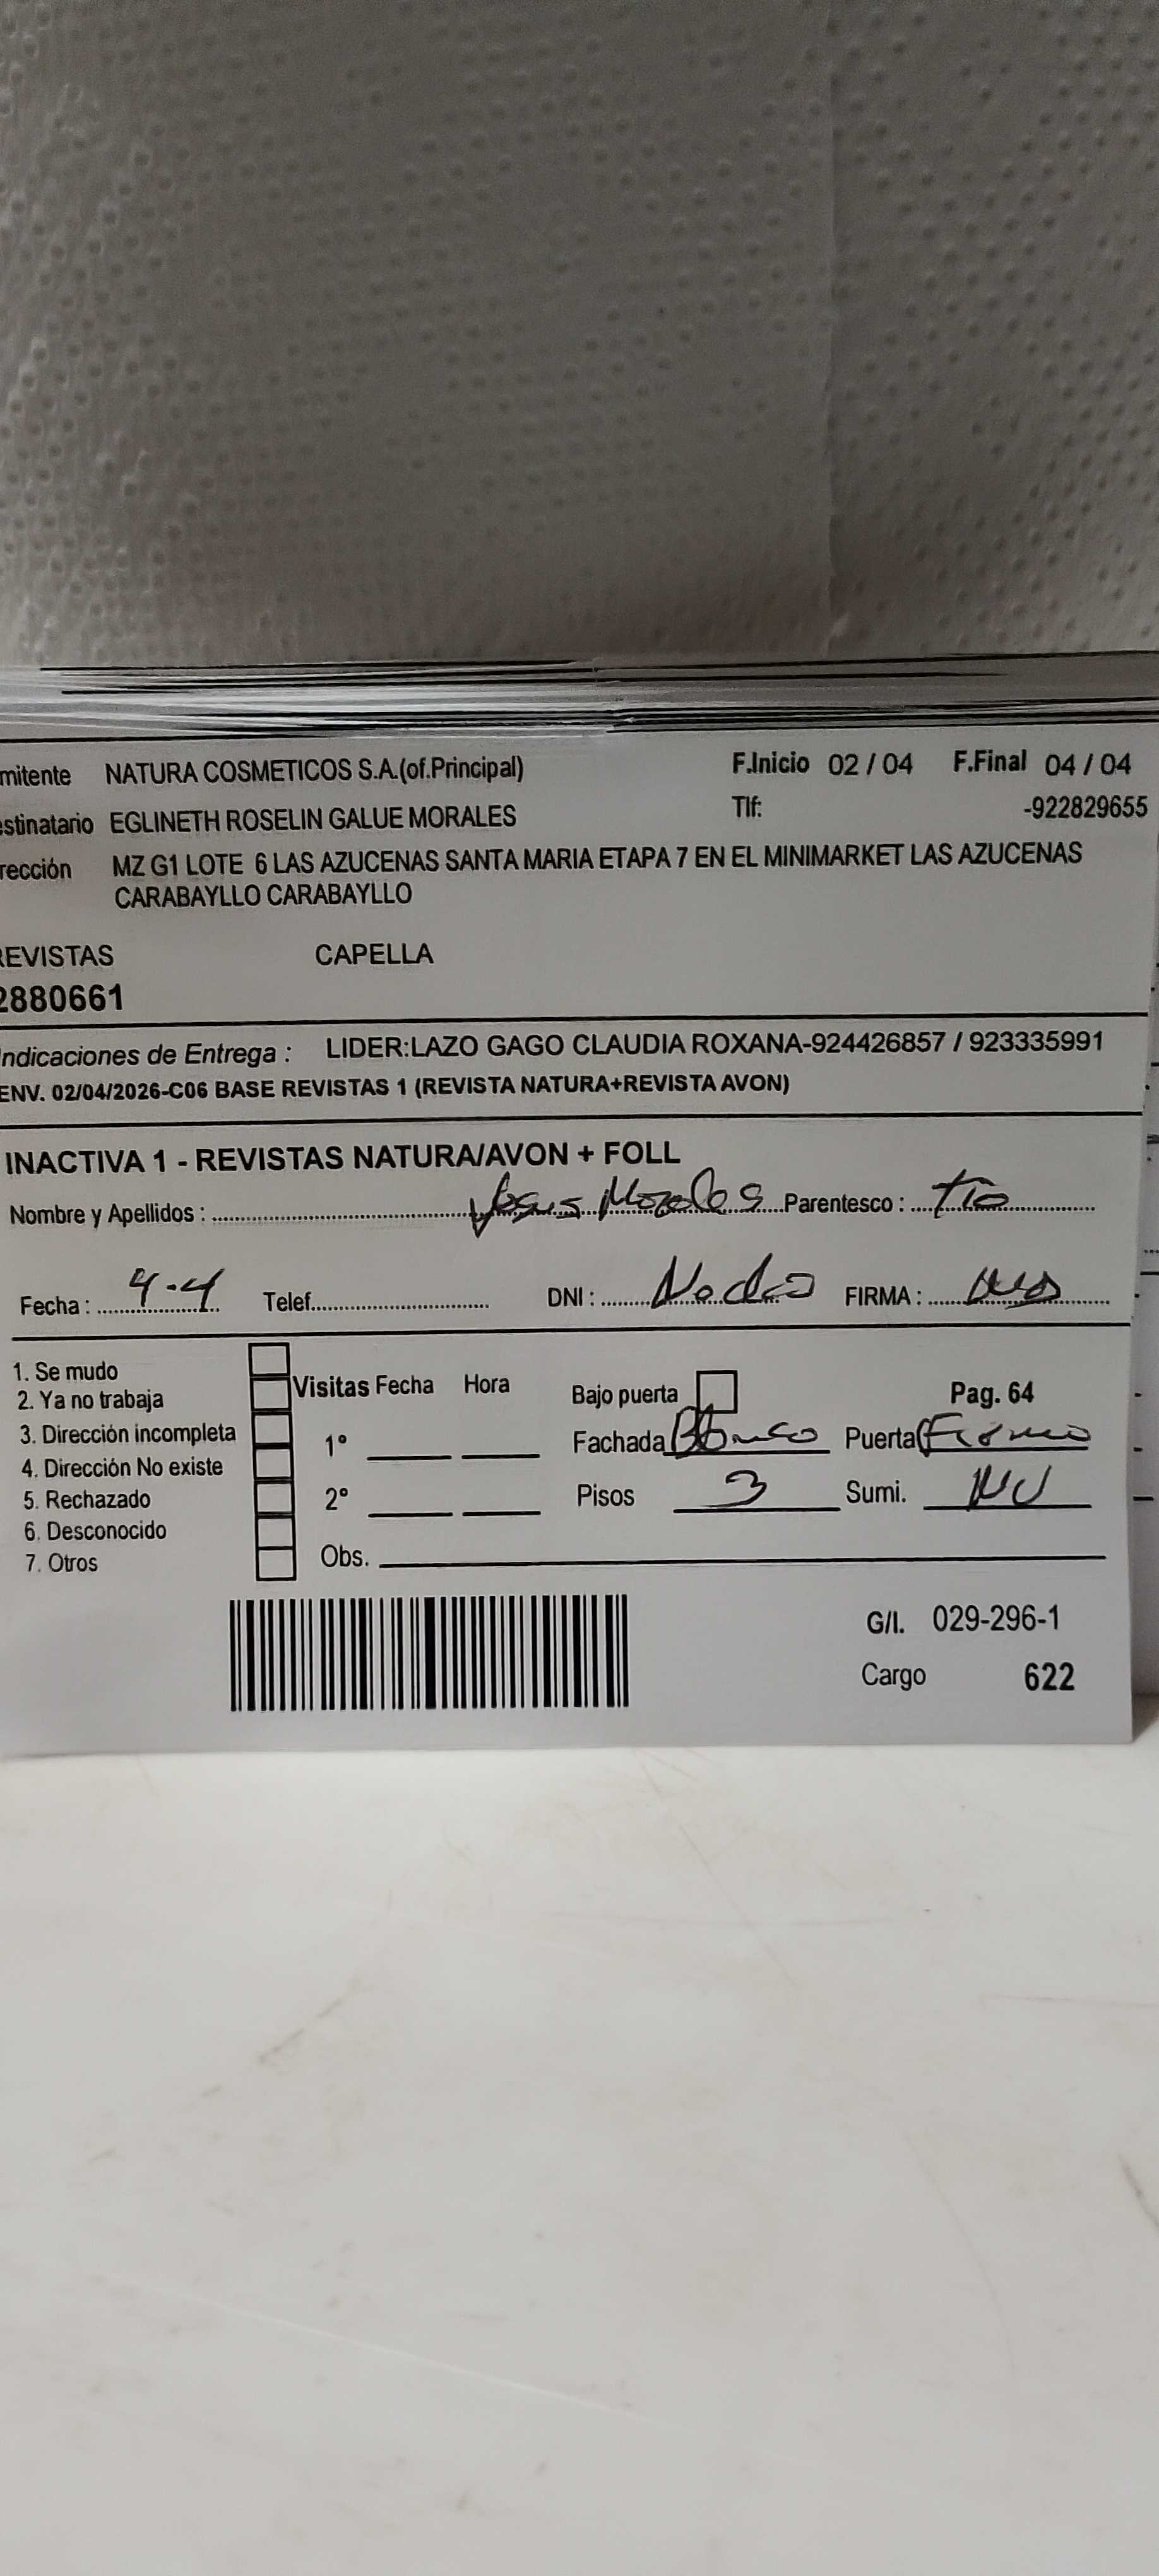 mitente NATURA COSMETICOS S.A.(of.Principal) F.Inicio 02 / 04 F.Final 04 / 04
estinatario EGLINETH ROSELIN GALUE MORALES Tlf: -922829655
rección MZ G1 LOTE 6 LAS AZUCENAS SANTA MARIA ETAPA 7 EN EL MINIMARKET LAS AZUCENAS
CARABAYLLO CARABAYLLO
REVISTAS CAPELLA
2880661
Indicaciones de Entrega : LIDER:LAZO GAGO CLAUDIA ROXANA-924426857 / 923335991
ENV. 02/04/2026-C06 BASE REVISTAS 1 (REVISTA NATURA+REVISTA AVON)
INACTIVA 1 - REVISTAS NATURA/AVON + FOLL
Nombre y Apellidos : Jesus Morales Parentesco : tio
Fecha : 4-4 Telef. DNI : FIRMA :
1. Se mudo
2. Ya no trabaja
3. Dirección incompleta
4. Dirección No existe
5. Rechazado
6. Desconocido
7. Otros
Visitas Fecha Hora
1°
2°
Obs.
Bajo puerta Pag. 64
Fachada Blanco Puerta
Pisos 3 Sumi.
G/I. 029-296-1
Cargo 622